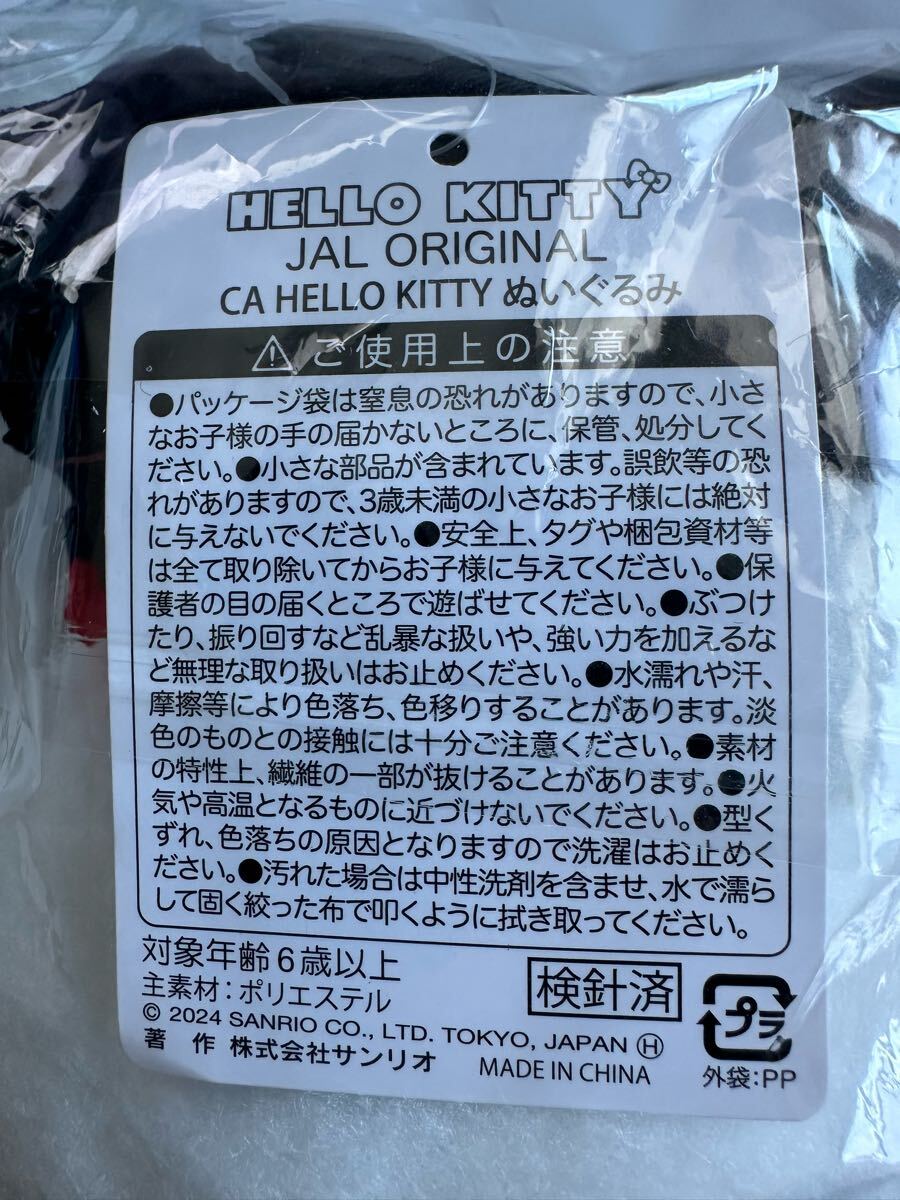 HELLO KITTY
JAL ORIGINAL
CA HELLO KITTY ぬいぐるみ
⚠ご使用上の注意
●パッケージ袋は窒息の恐れがありますので、小さ
なお子様の手の届かないところに、保管、処分してく
ださい。●小さな部品が含まれています。誤飲等の恐
れがありますので、3歳未満の小さなお子様には絶対
に与えないでください。●安全上、タグや梱包資材等
は全て取り除いてからお子様に与えてください。●保
護者の目の届くところで遊ばせてください。●ぶつけ
たり、振り回すなど乱暴な扱いや、強い力を加えるな
ど無理な取り扱いはお止めください。●水濡れや汗、
摩擦等により色落ち、色移りすることがあります。淡
色のものとの接触には十分ご注意ください。●素材
の特性上、繊維の一部が抜けることがあります。●火
気や高温となるものに近づけないでください。●型く
ずれ、色落ちの原因となりますので洗濯はお止めく
ださい。●汚れた場合は中性洗剤を含ませ、水で濡ら
して固く絞った布で叩くように拭き取ってください。
対象年齢6歳以上
主素材:ポリエステル
検針済
© 2024 SANRIO CO., LTD. TOKYO, JAPAN Ⓗ
著 作 株式会社サンリオ
MADE IN CHINA
プラ
外袋:PP